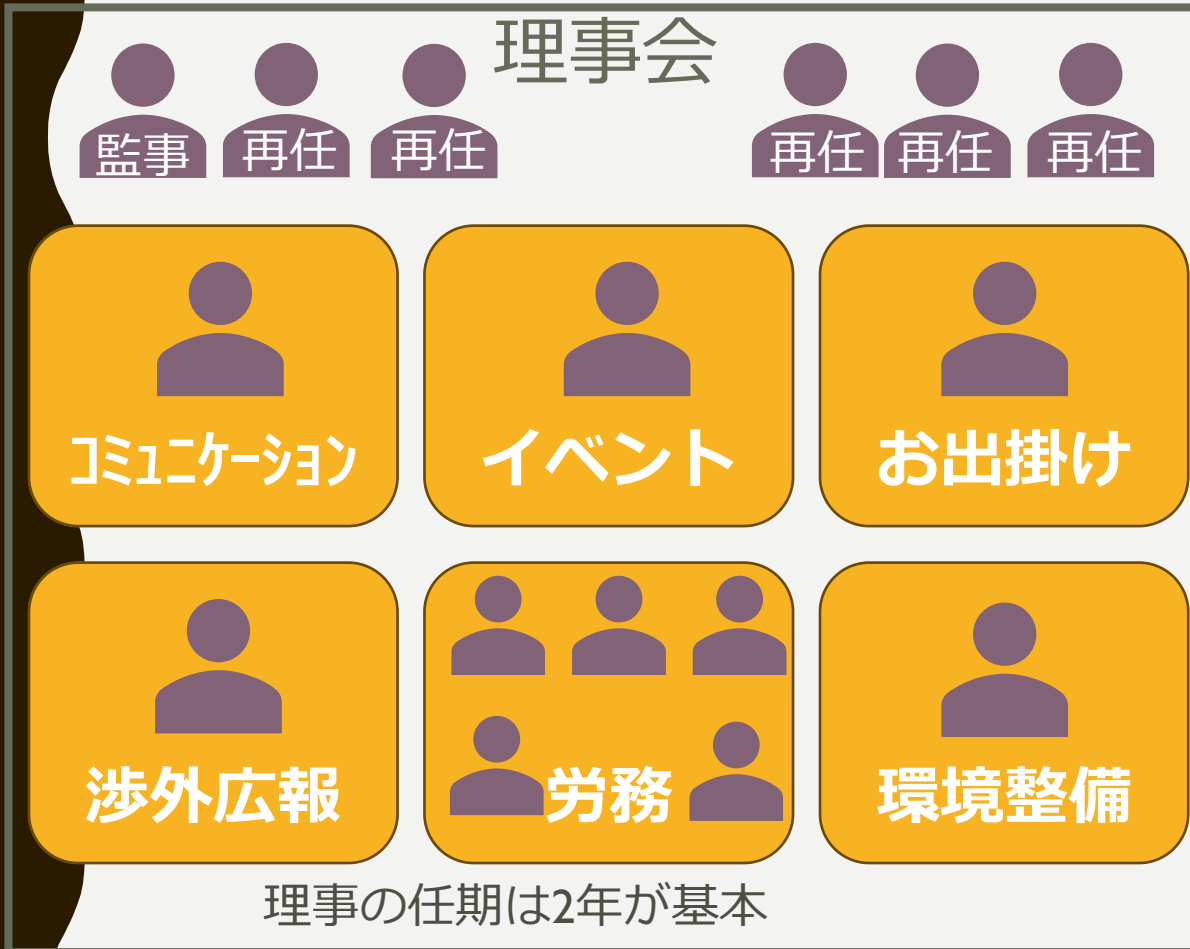 理事会
監事 再任 再任 再任 再任 再任
コミュニケーション イベント お出掛け
渉外広報 労務 環境整備
理事の任期は2年が基本